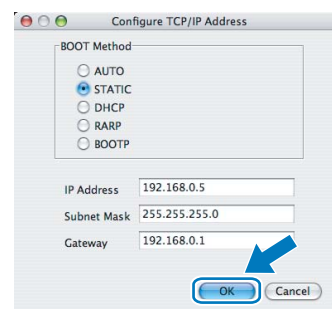 Configure TCP/IP Address
BOOT Method
AUTO
STATIC
DHCP
RARP
BOOTP
IP Address 192.168.0.5
Subnet Mask 255.255.255.0
Gateway 192.168.0.1
OK Cancel